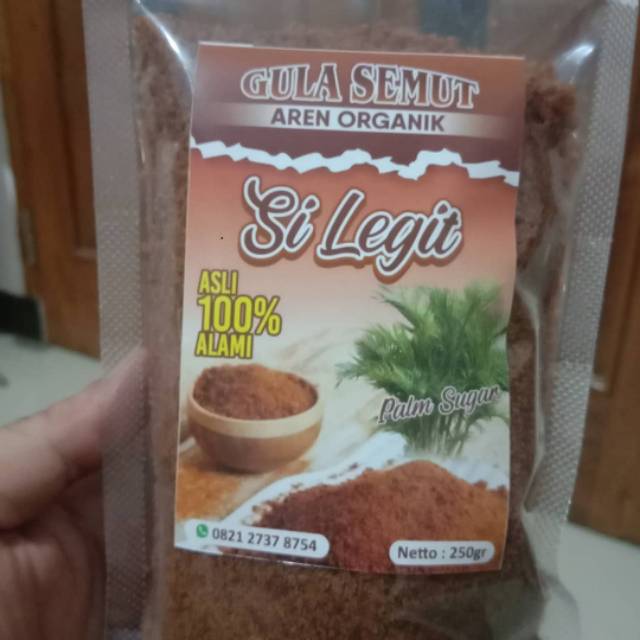 GULA SEMUT
AREN ORGANIK
Si Legit
ASLI
100%
ALAMI
Palm Sugar
0821 2737 8754
Netto : 250gr